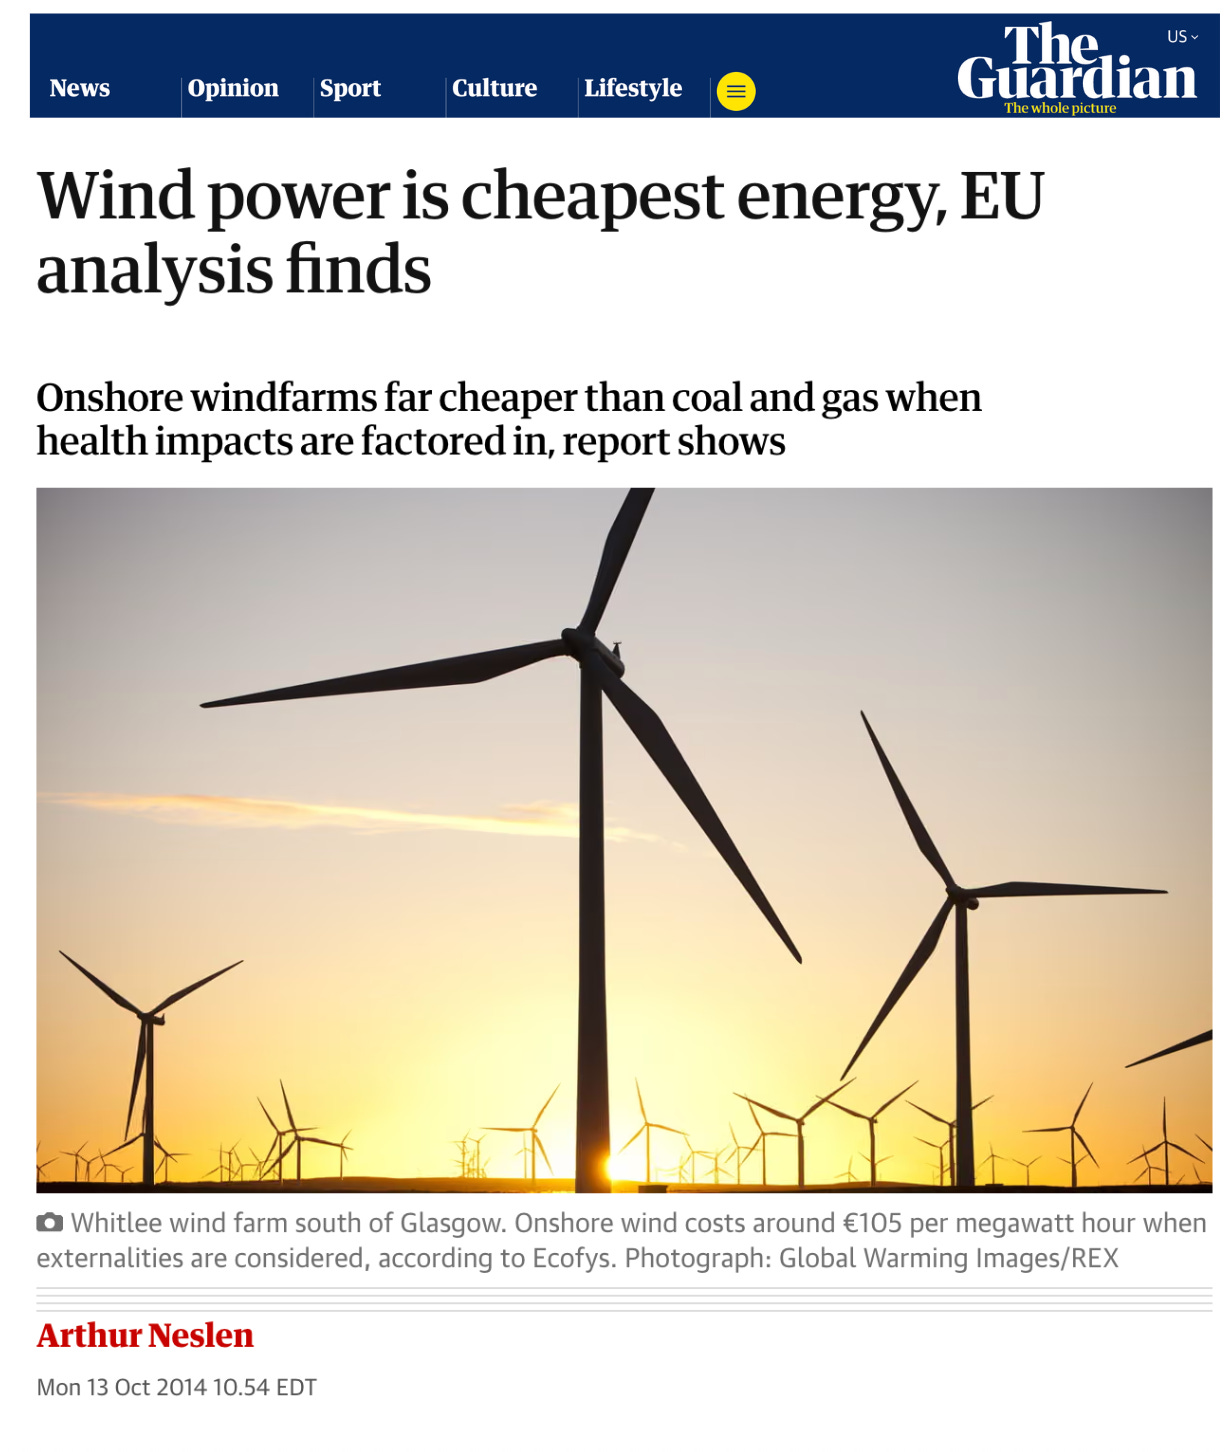 The
Guardian
The whole picture
US
News
Opinion
Sport
Culture
Lifestyle
Wind power is cheapest energy, EU
analysis finds
Onshore windfarms far cheaper than coal and gas when
health impacts are factored in, report shows
Whitlee wind farm south of Glasgow. Onshore wind costs around €105 per megawatt hour when
externalities are considered, according to Ecofys. Photograph: Global Warming Images/REX
Arthur Neslen
Mon 13 Oct 2014 10.54 EDT